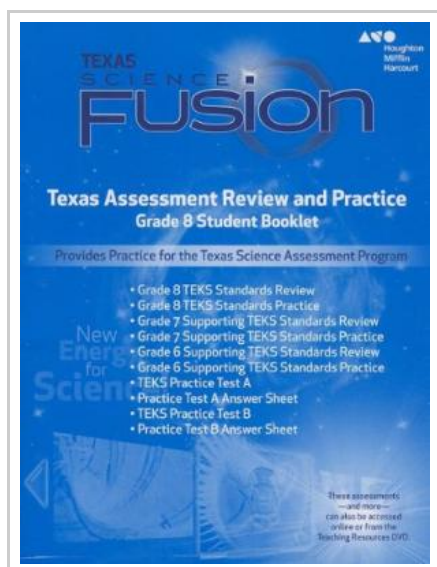 Houghton
Mifflin
Harcourt
TEXAS
SCIENCE
FUSION
Texas Assessment Review and Practice
Grade 8 Student Booklet
Provides Practice for the Texas Science Assessment Program
• Grade 8 TEKS Standards Review
• Grade 8 TEKS Standards Practice
• Grade 7 Supporting TEKS Standards Review
• Grade 7 Supporting TEKS Standards Practice
• Grade 6 Supporting TEKS Standards Review
• Grade 6 Supporting TEKS Standards Practice
• TEKS Practice Test A
• Practice Test A Answer Sheet
• TEKS Practice Test B
• Practice Test B Answer Sheet
New
Energy
for
Science
These assessments
—and more—
can also be accessed
online or from the
Teaching Resources DVD.